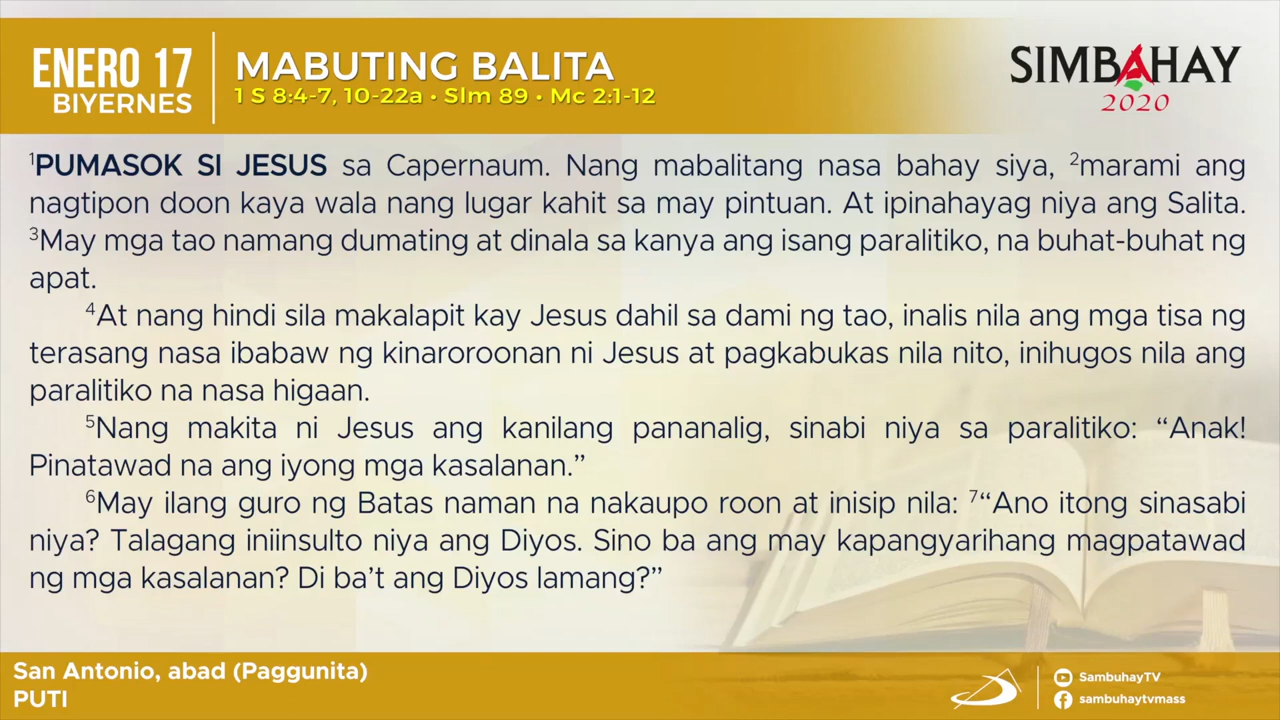 ENERO 17
BIYERNES
MABUTING BALITA
1 S 8:4-7, 10-22a • Slm 89 • Mc 2:1-12
SIMBAHAY
2020
¹PUMASOK SI JESUS sa Capernaum. Nang mabalitang nasa bahay siya, ²marami ang
nagtipon doon kaya wala nang lugar kahit sa may pintuan. At ipinahayag niya ang Salita.
³May mga tao namang dumating at dinala sa kanya ang isang paralitiko, na buhat-buhat ng
apat.
⁴At nang hindi sila makalapit kay Jesus dahil sa dami ng tao, inalis nila ang mga tisa ng
terasang nasa ibabaw ng kinaroroonan ni Jesus at pagkabukas nila nito, inihugos nila ang
paralitiko na nasa higaan.
⁵Nang makita ni Jesus ang kanilang pananalig, sinabi niya sa paralitiko: “Anak!
Pinatawad na ang iyong mga kasalanan.”
⁶May ilang guro ng Batas naman na nakaupo roon at inisip nila: ⁷“Ano itong sinasabi
niya? Talagang iniinsulto niya ang Diyos. Sino ba ang may kapangyarihang magpatawad
ng mga kasalanan? Di ba’t ang Diyos lamang?”
San Antonio, abad (Paggunita)
PUTI
SambuhayTV
sambuhaytvmass